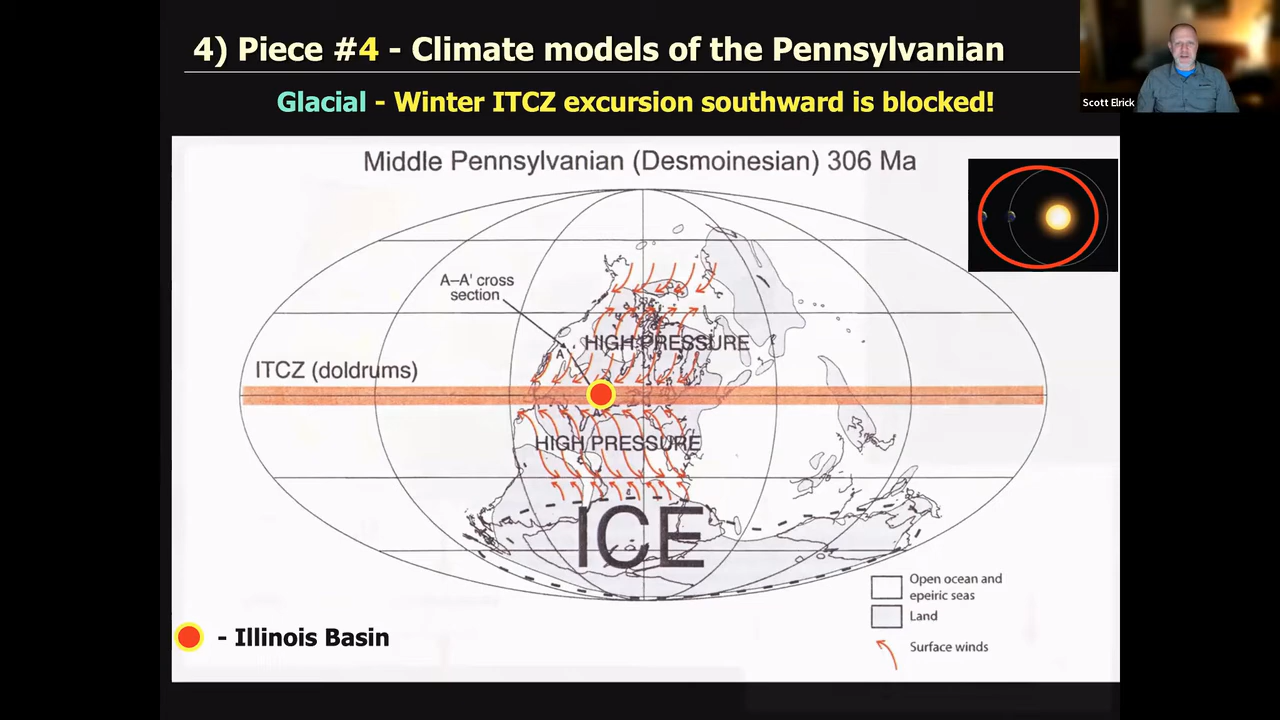 4) Piece #4 - Climate models of the Pennsylvanian
Glacial - Winter ITCZ excursion southward is blocked!
Scott Elrick
Middle Pennsylvanian (Desmoinesian) 306 Ma
A–A' cross
section
HIGH PRESSURE
A
ITCZ (doldrums)
A'
HIGH PRESSURE
ICE
Open ocean and
epeiric seas
Land
Surface winds
- Illinois Basin